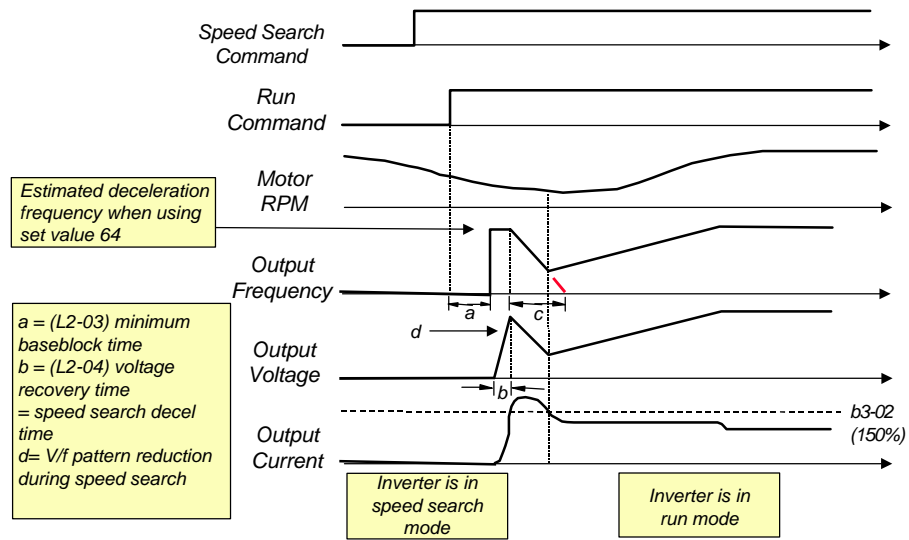 Speed Search
Command
Run
Command
Motor
RPM
Estimated deceleration
frequency when using
set value 64
Output
Frequency
a
c
a = (L2-03) minimum
baseblock time
b = (L2-04) voltage
recovery time
= speed search decel
time
d= V/f pattern reduction
during speed search
d
Output
Voltage
b
b3-02
(150%)
Output
Current
Inverter is in
speed search
mode
Inverter is in
run mode